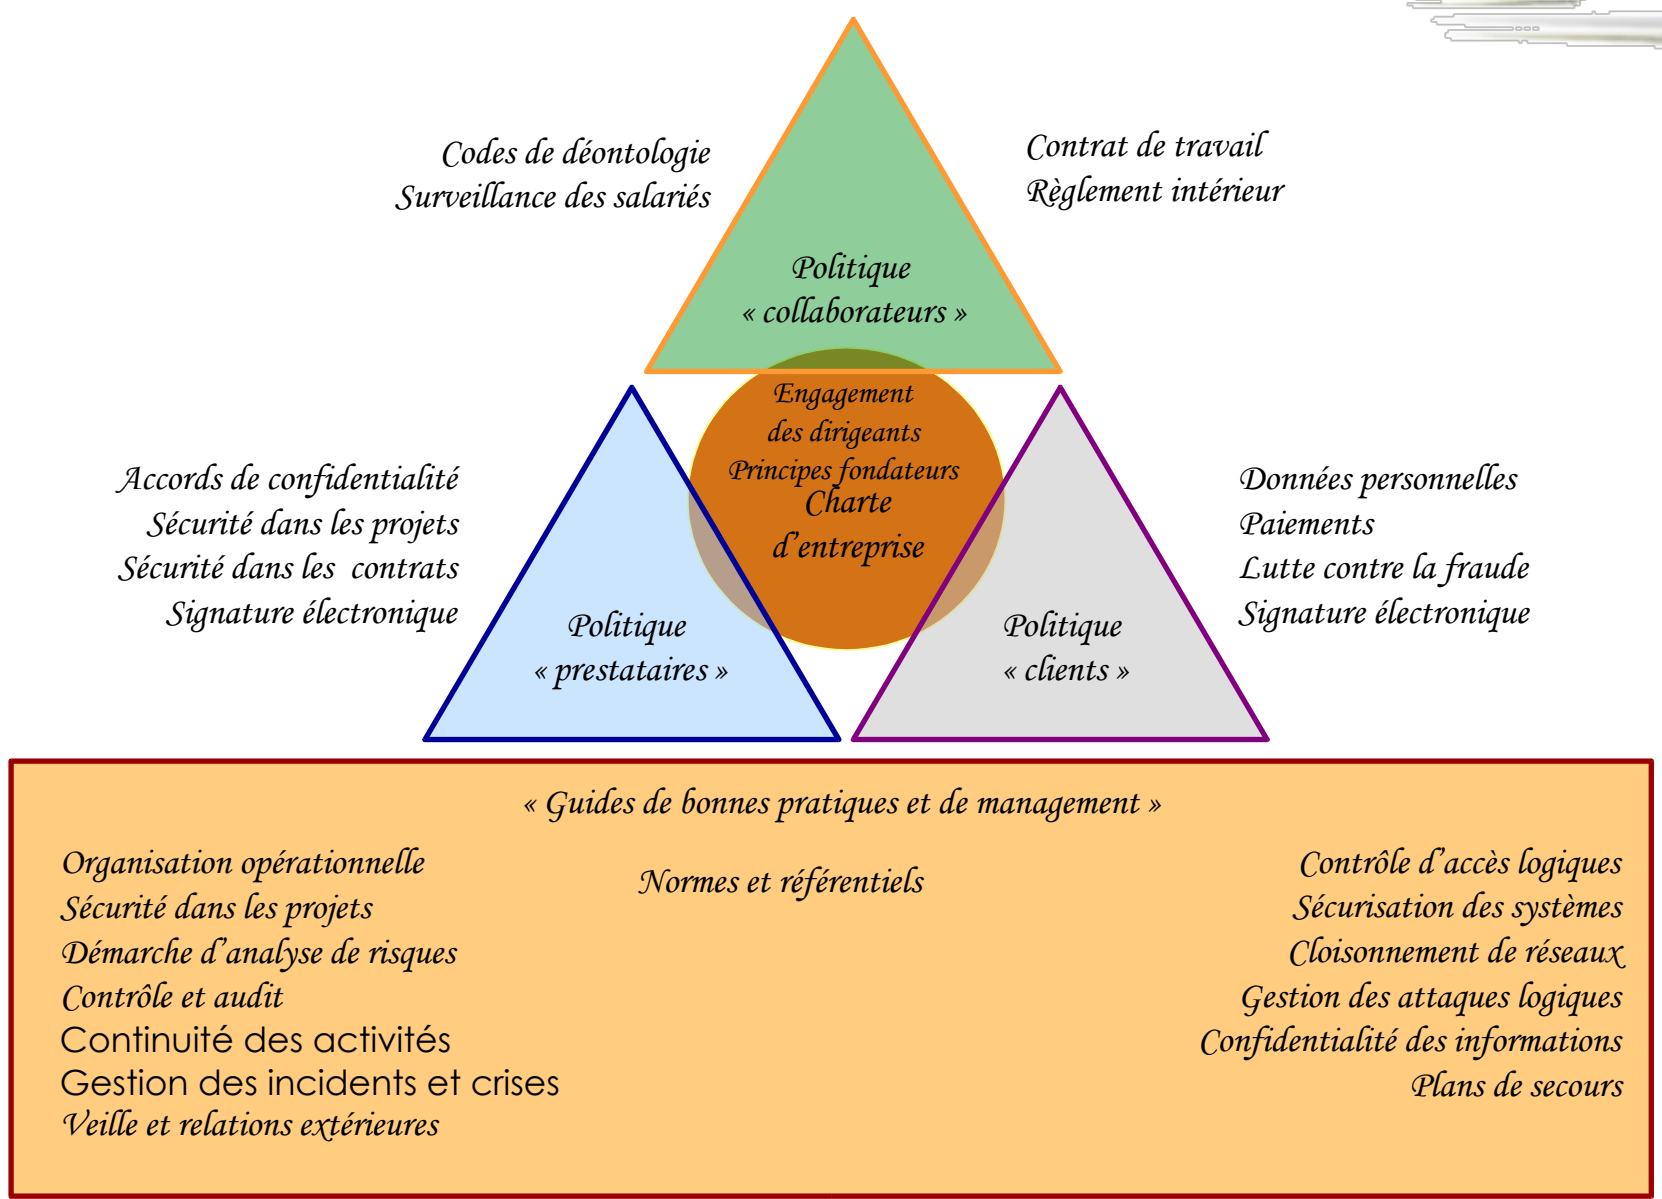 Codes de déontologie
Surveillance des salariés
Contrat de travail
Règlement intérieur
Politique
« collaborateurs »
Engagement
des dirigeants
Principes fondateurs
Charte
d’entreprise
Accords de confidentialité
Sécurité dans les projets
Sécurité dans les contrats
Signature électronique
Données personnelles
Paiements
Lutte contre la fraude
Signature électronique
Politique
« prestataires »
Politique
« clients »
« Guides de bonnes pratiques et de management »
Organisation opérationnelle
Sécurité dans les projets
Démarche d’analyse de risques
Contrôle et audit
Continuité des activités
Gestion des incidents et crises
Veille et relations extérieures
Normes et référentiels
Contrôle d’accès logiques
Sécurisation des systèmes
Cloisonnement de réseaux
Gestion des attaques logiques
Confidentialité des informations
Plans de secours